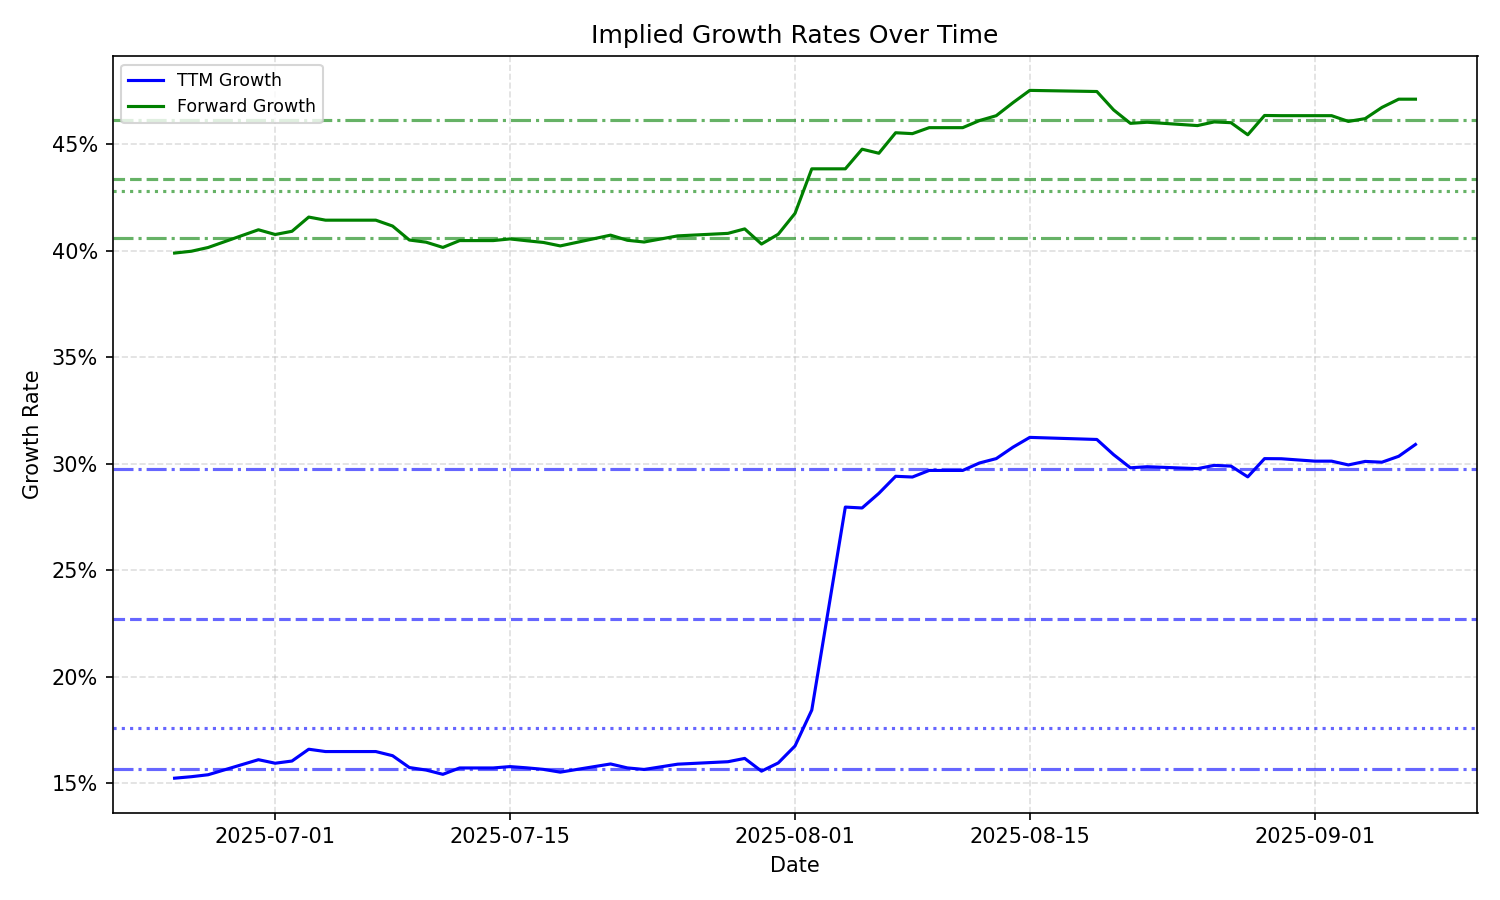 Implied Growth Rates Over Time
TTM Growth
Forward Growth
45%
40%
35%
30%
25%
20%
15%
Growth Rate
2025-07-01
2025-07-15
2025-08-01
2025-08-15
2025-09-01
Date